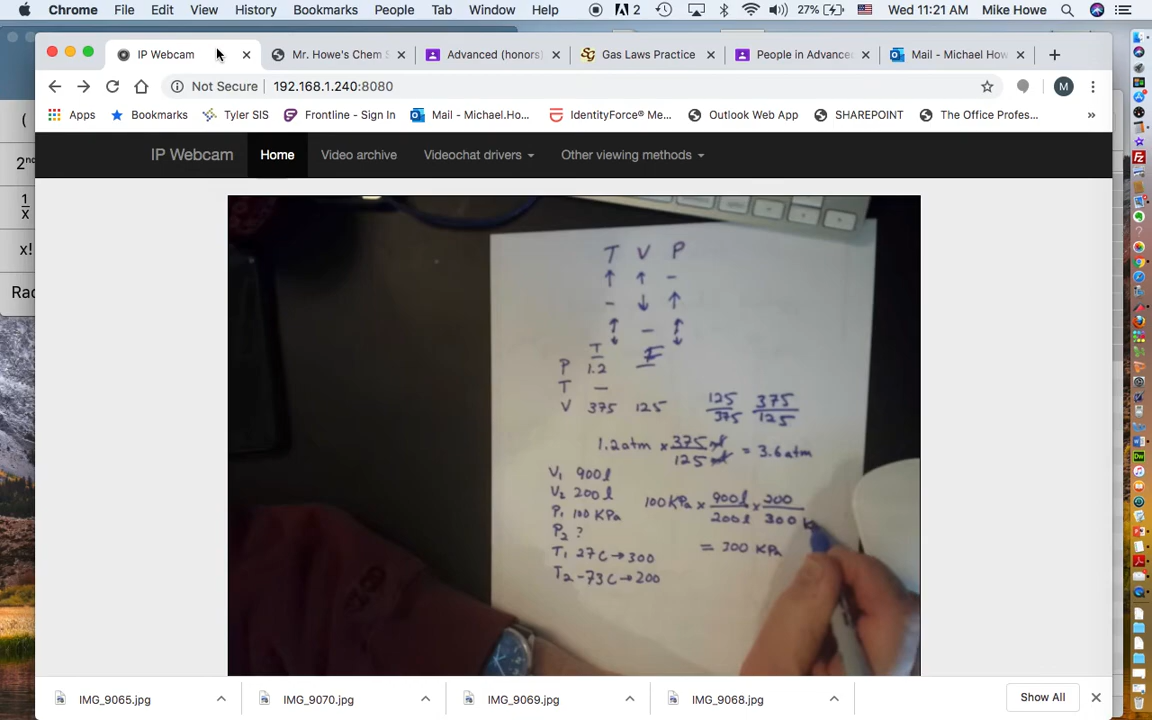 Chrome File Edit View History Bookmarks People Tab Window Help 2 27% Wed 11:21 AM Mike Howe
IP Webcam Mr. Howe's Chem S Advanced (honors) Gas Laws Practice People in Advance Mail - Michael How
Not Secure 192.168.1.240:8080 M
Apps Bookmarks Tyler SIS Frontline - Sign In Mail - Michael.Ho... IdentityForce® Me... Outlook Web App SHAREPOINT The Office Profes... »
IP Webcam Home Video archive Videochat drivers Other viewing methods
(
2nd
1/x
x!
Rad
T V P
↑ ↑ –
– ↓ ↑
↕ – ↕
I F
P 1.2
T —
V 375 125 125/375 375/125
1.2atm × 375 ml/125 ml = 3.6atm
V1 900l
V2 200l
P1 100 KPa
P2 ?
T1 27C → 300
T2 -73C → 200
100KPa × 900l/200l × 200/300 K
= 300 KPa
IMG_9065.jpg IMG_9070.jpg IMG_9069.jpg IMG_9068.jpg Show All